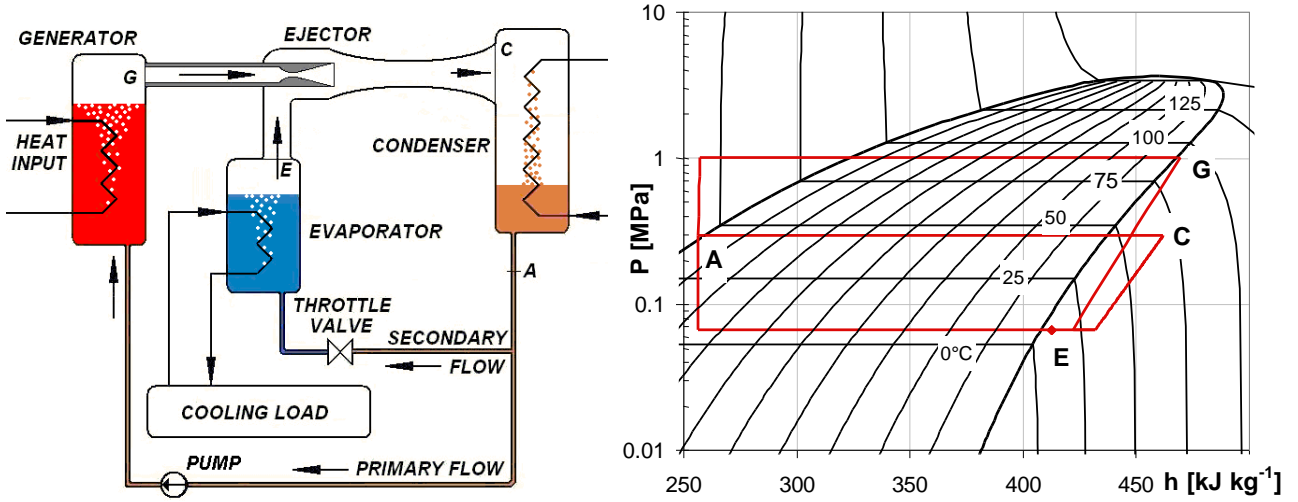 GENERATOR
EJECTOR
G
C
HEAT
INPUT
CONDENSER
E
EVAPORATOR
A
THROTTLE
VALVE
SECONDARY
FLOW
COOLING LOAD
PUMP
PRIMARY FLOW
10
1
0.1
0.01
P [MPa]
125
100
75
50
25
0°C
G
C
A
E
250
300
350
400
450
h [kJ kg⁻¹]